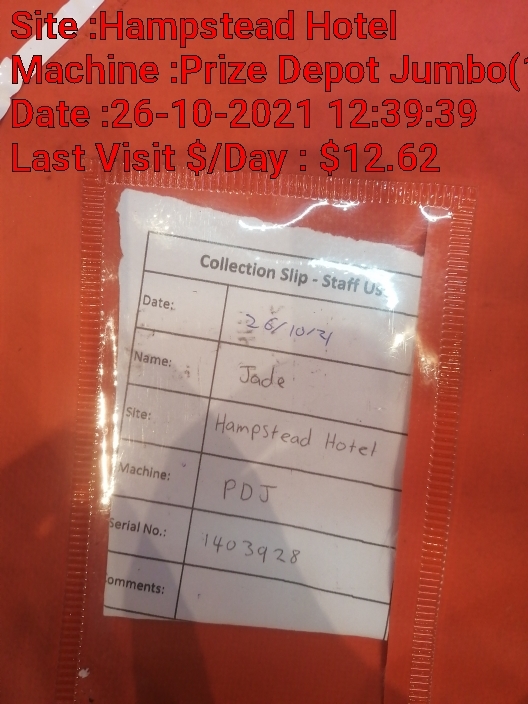 Site :Hampstead Hotel
Machine :Prize Depot Jumbo(
Date :26-10-2021 12:39:39
Last Visit $/Day : $12.62
Collection Slip - Staff Us
Date: 26/10/21
Name: Jade
Site: Hampstead Hotel
Machine: PDJ
Serial No.: 1403928
omments: